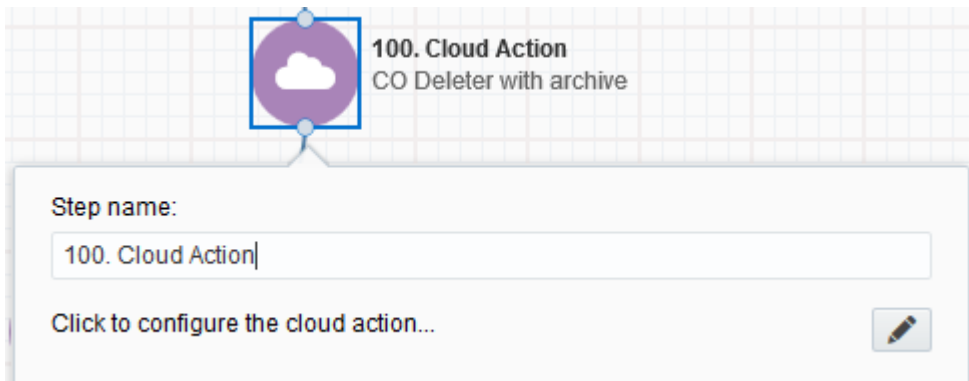 100. Cloud Action
CO Deleter with archive
Step name:
100. Cloud Action
Click to configure the cloud action...